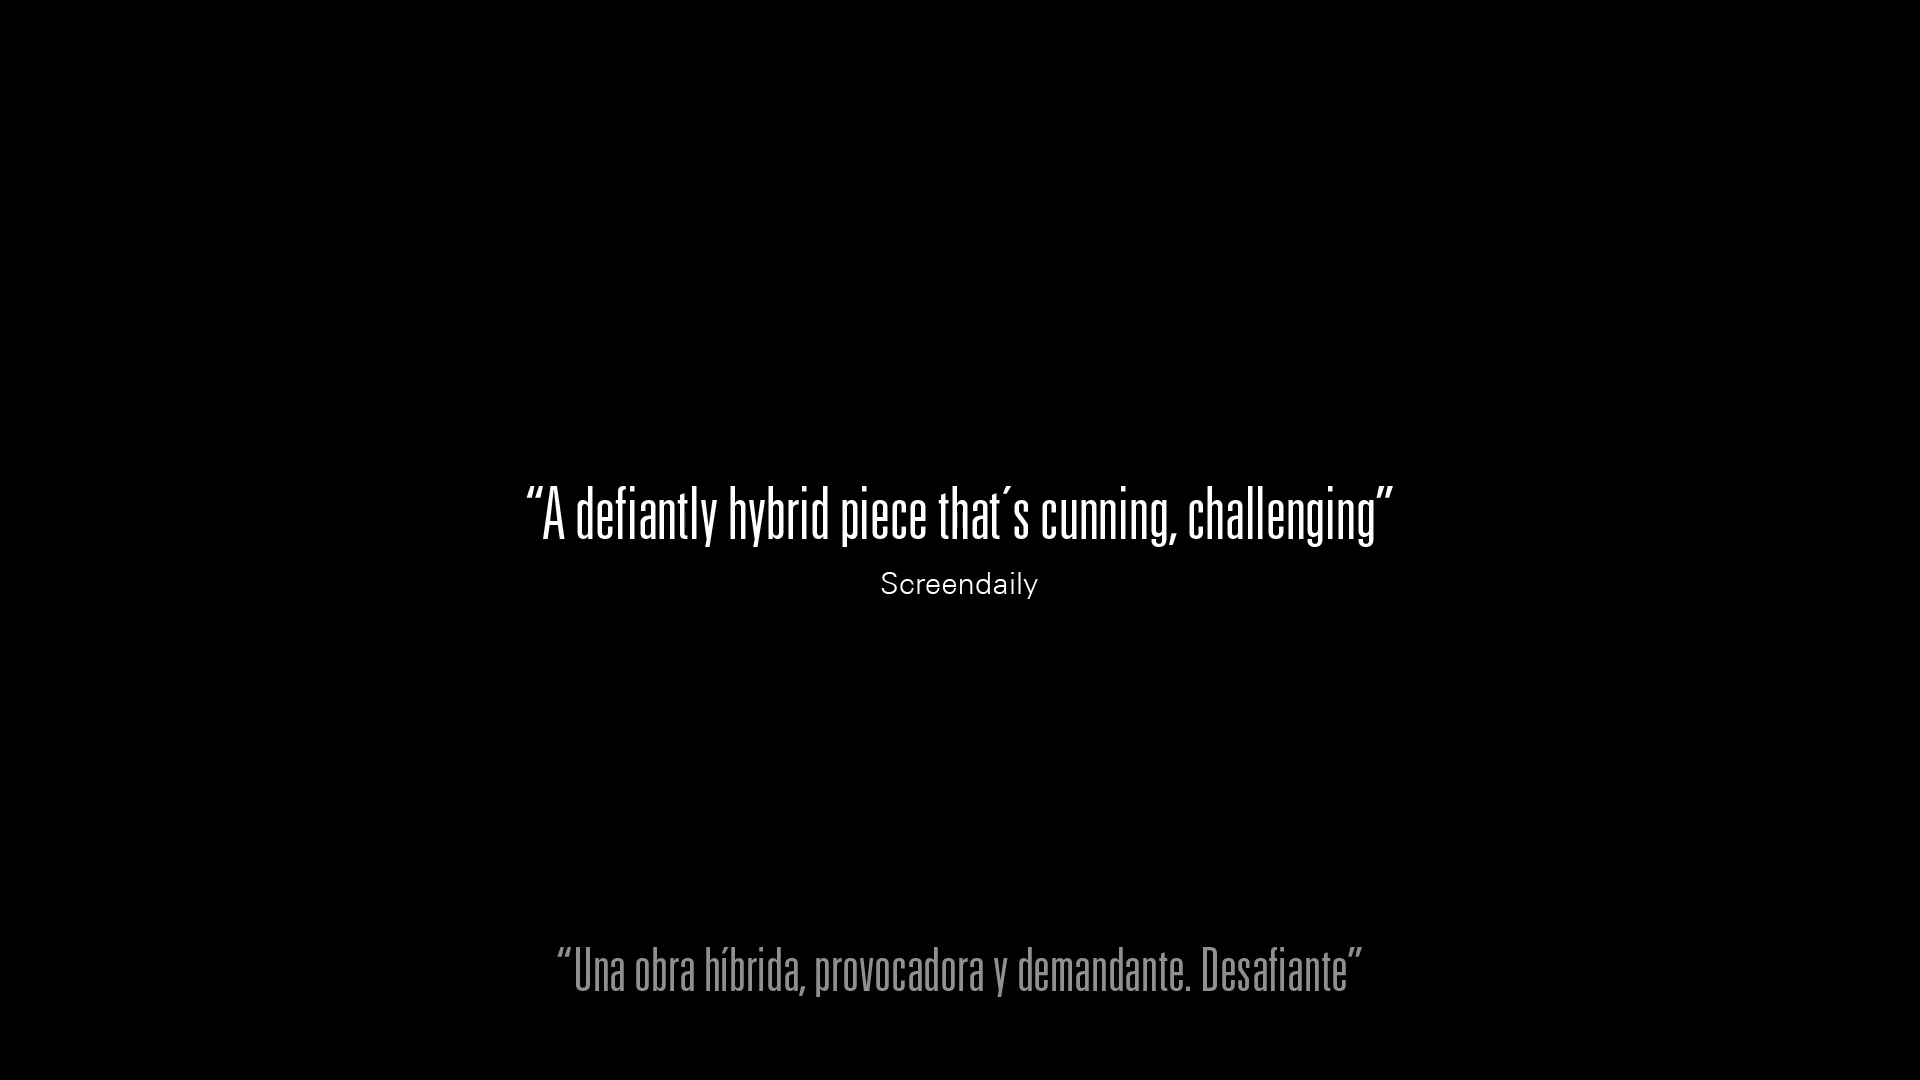 “A defiantly hybrid piece that´s cunning, challenging”
Screendaily
“Una obra híbrida, provocadora y demandante. Desafiante”